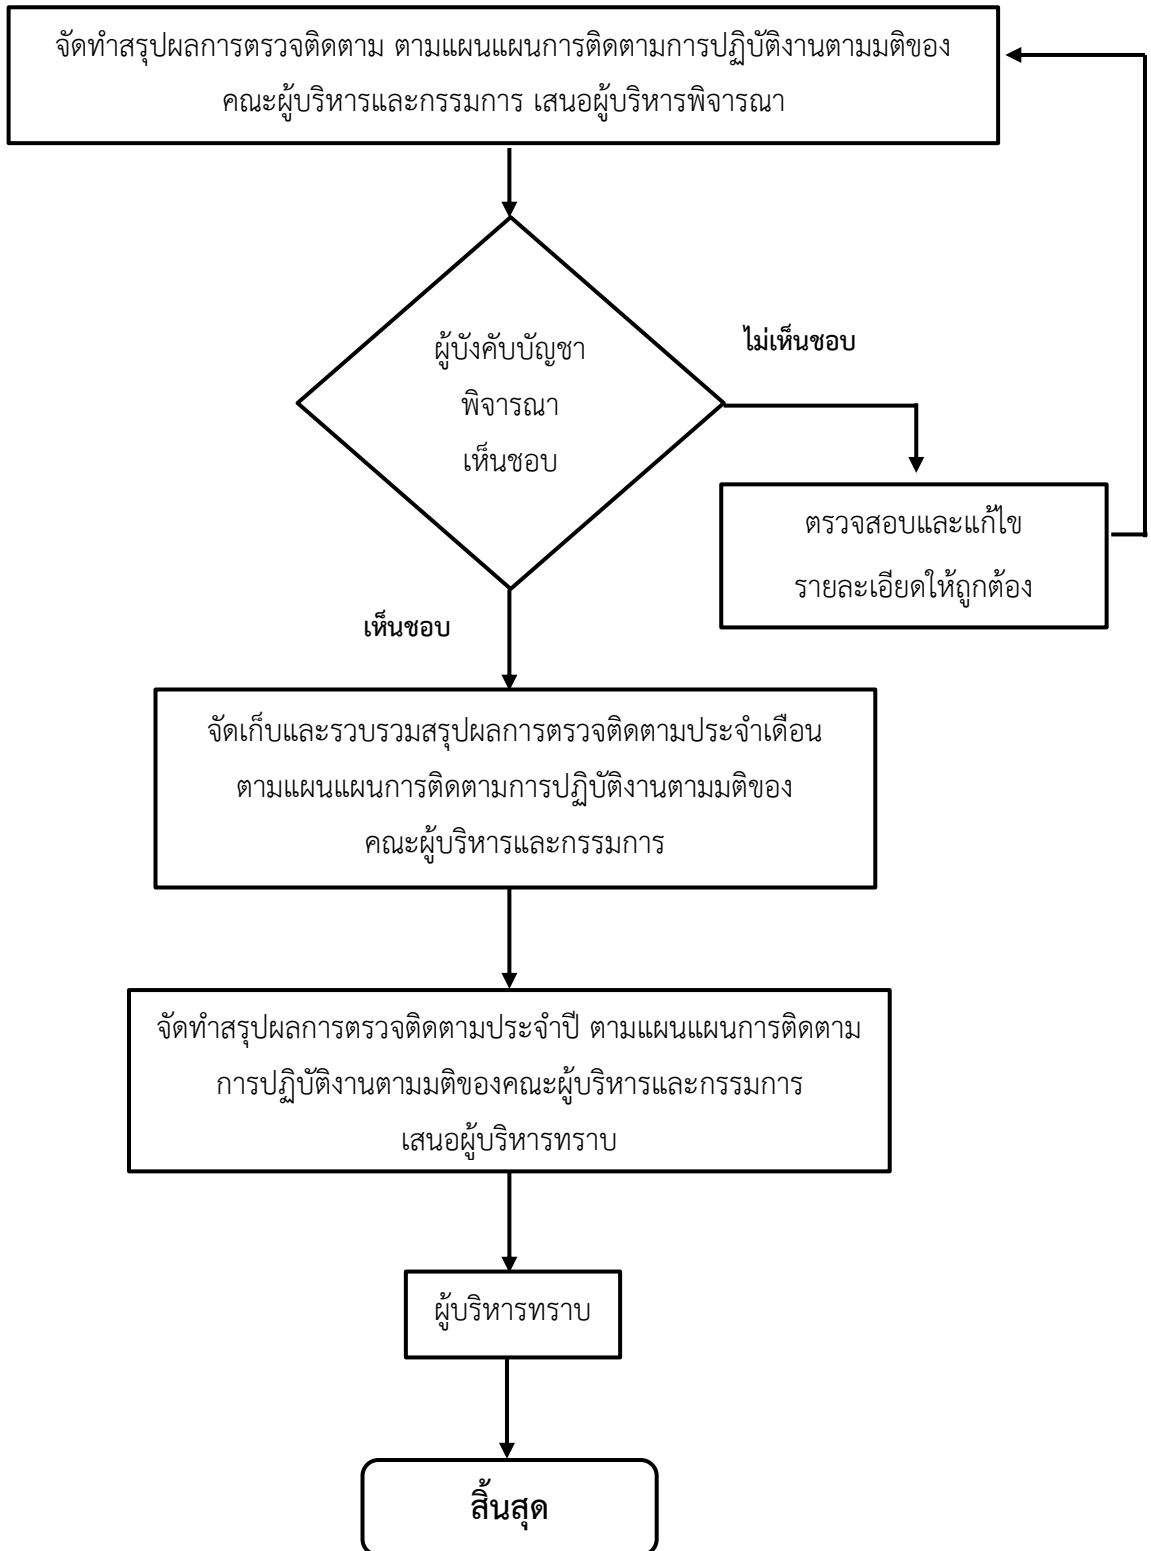 จัดทำสรุปผลการตรวจติดตาม ตามแผนแผนการติดตามการปฏิบัติงานตามมติของ
คณะผู้บริหารและกรรมการ เสนอผู้บริหารพิจารณา
ผู้บังคับบัญชา
พิจารณา
เห็นชอบ
ไม่เห็นชอบ
ตรวจสอบและแก้ไข
รายละเอียดให้ถูกต้อง
เห็นชอบ
จัดเก็บและรวบรวมสรุปผลการตรวจติดตามประจำเดือน
ตามแผนแผนการติดตามการปฏิบัติงานตามมติของ
คณะผู้บริหารและกรรมการ
จัดทำสรุปผลการตรวจติดตามประจำปี ตามแผนแผนการติดตาม
การปฏิบัติงานตามมติของคณะผู้บริหารและกรรมการ
เสนอผู้บริหารทราบ
ผู้บริหารทราบ
สิ้นสุด